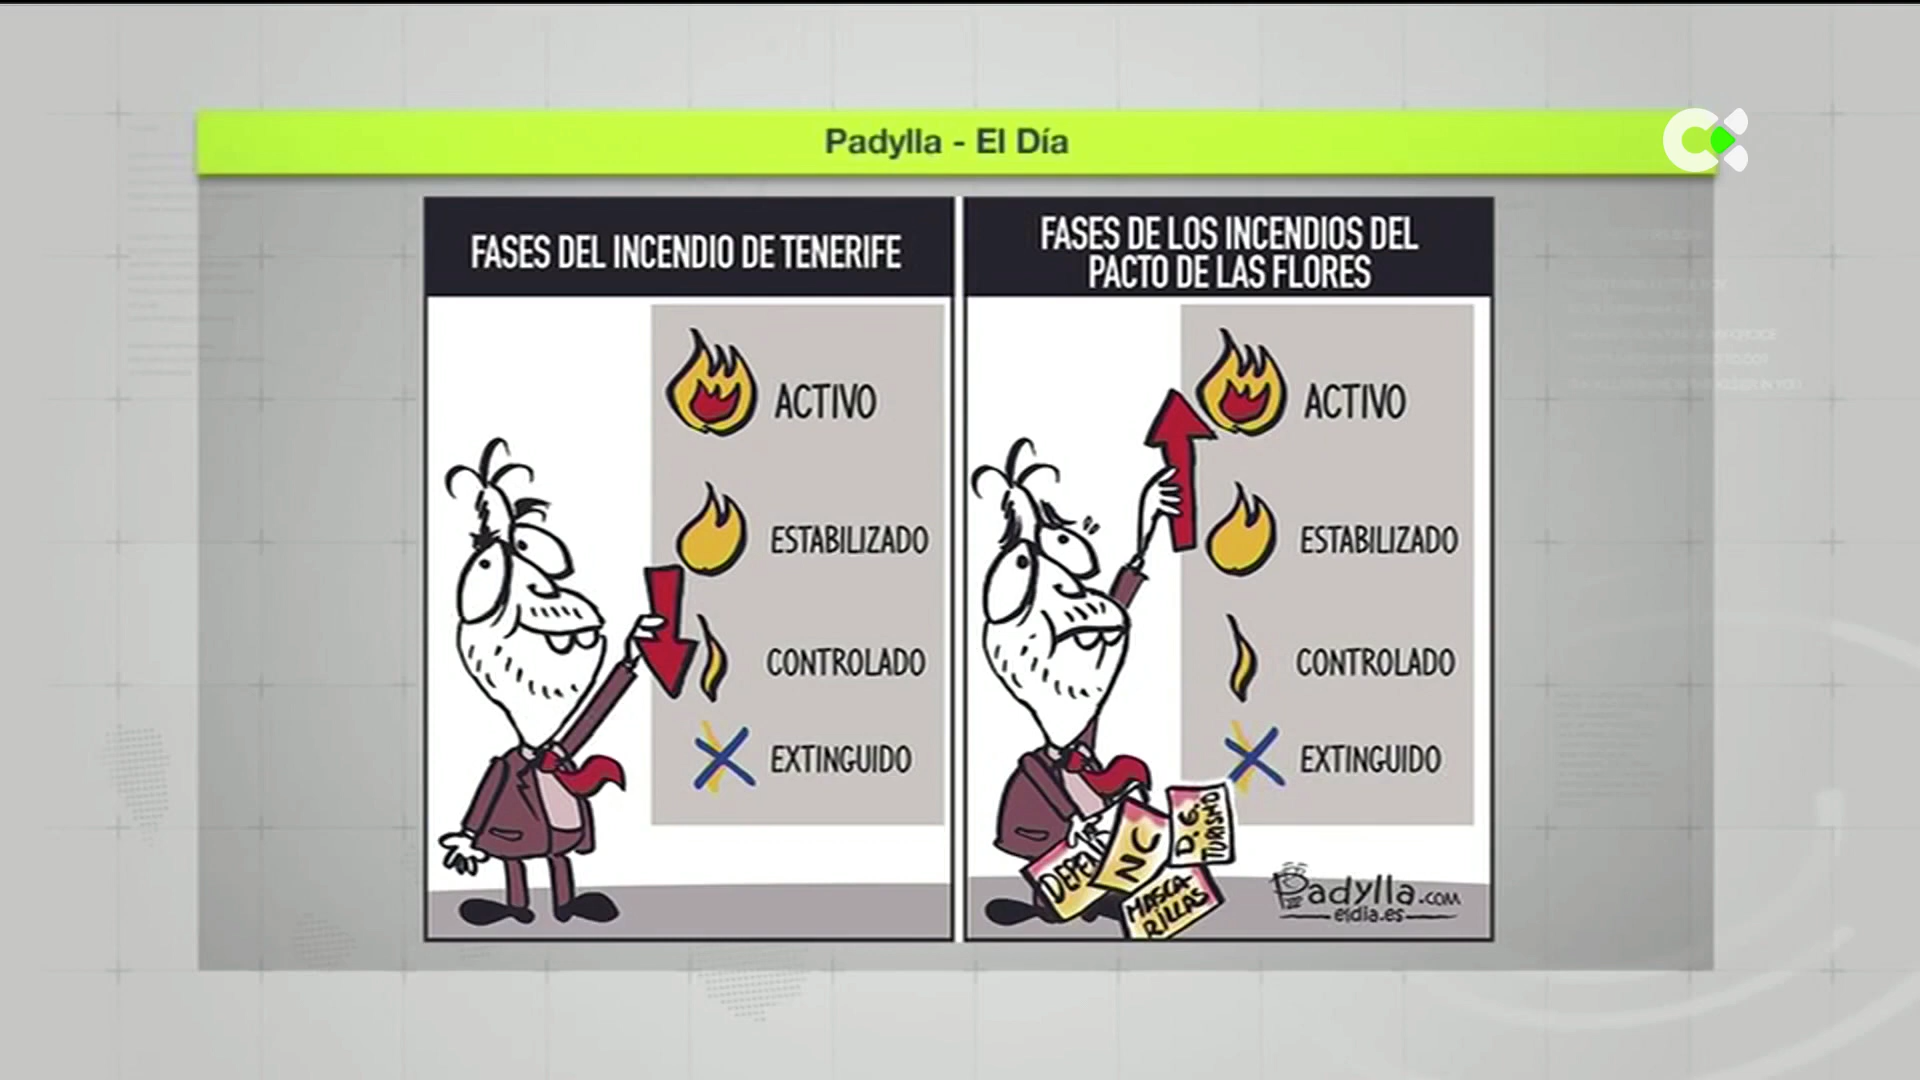 Padylla - El Día
FASES DEL INCENDIO DE TENERIFE
ACTIVO
ESTABILIZADO
CONTROLADO
EXTINGUIDO
FASES DE LOS INCENDIOS DEL
PACTO DE LAS FLORES
ACTIVO
ESTABILIZADO
CONTROLADO
EXTINGUIDO
NC
D.G.
TURISMO
MASCA-
RILLAS
Padylla.com
eldia.es